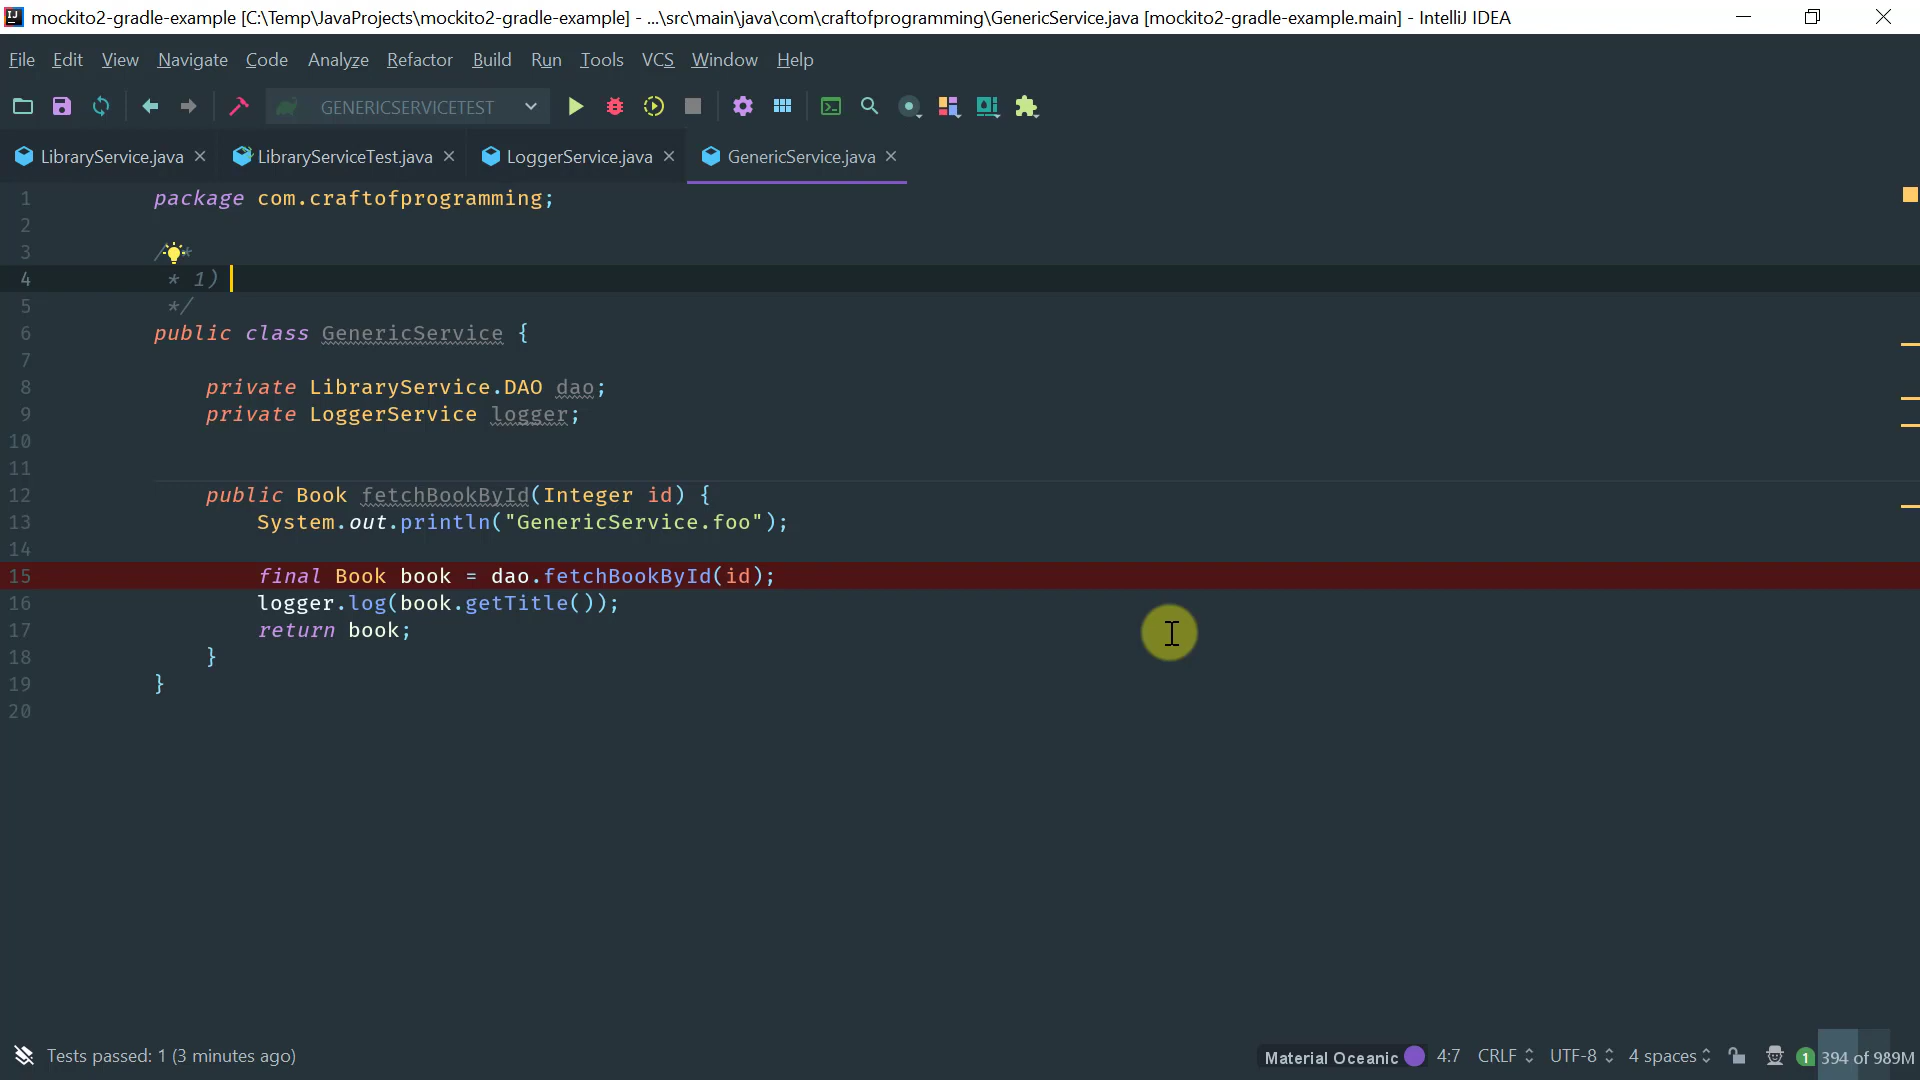 mockito2-gradle-example [C:\Temp\JavaProjects\mockito2-gradle-example] - ...\src\main\java\com\craftofprogramming\GenericService.java [mockito2-gradle-example.main] - IntelliJ IDEA
File Edit View Navigate Code Analyze Refactor Build Run Tools VCS Window Help
GENERICSERVICETEST
LibraryService.java LibraryServiceTest.java LoggerService.java GenericService.java
1 package com.craftofprogramming;
2
3
4 * 1)
5 */
6 public class GenericService {
7
8 private LibraryService.DAO dao;
9 private LoggerService logger;
10
11
12 public Book fetchBookById(Integer id) {
13 System.out.println("GenericService.foo");
14
15 final Book book = dao.fetchBookById(id);
16 logger.log(book.getTitle());
17 return book;
18 }
19 }
20
Tests passed: 1 (3 minutes ago) Material Oceanic 4:7 CRLF UTF-8 4 spaces 1 394 of 989M